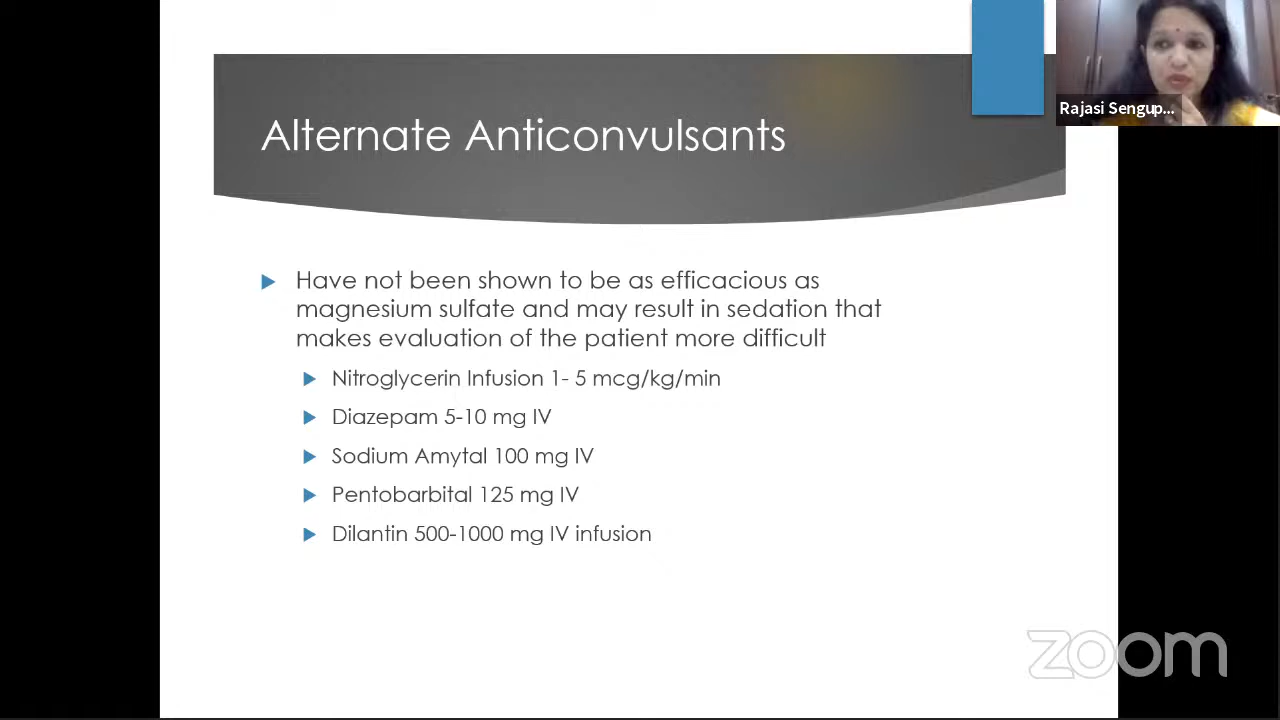 Rajasi Sengup...
Alternate Anticonvulsants
Have not been shown to be as efficacious as
magnesium sulfate and may result in sedation that
makes evaluation of the patient more difficult
Nitroglycerin Infusion 1- 5 mcg/kg/min
Diazepam 5-10 mg IV
Sodium Amytal 100 mg IV
Pentobarbital 125 mg IV
Dilantin 500-1000 mg IV infusion
zoom